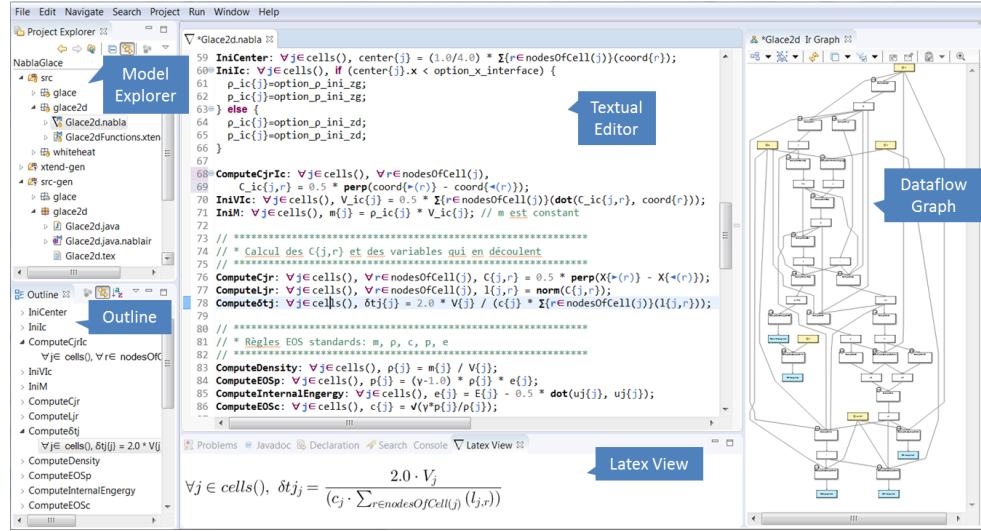 File Edit Navigate Search Project Run Window Help
Project Explorer
NablaGlace
src
glace
glace2d
Glace2d.nabla
Glace2dFunctions.xten
whiteheat
xtend-gen
src-gen
glace
glace2d
Glace2d.java
Glace2d.java.nablair
Glace2d.tex
Model
Explorer
Outline
IniCenter
IniIc
ComputeCjrIc
∀j∈ cells(), ∀r∈ nodesOfC
IniVIc
IniM
ComputeCjr
ComputeLjr
Computeδtj
∀j∈ cells(), δtj{j} = 2.0 * V{j
ComputeDensity
ComputeEOSp
ComputeInternalEngergy
ComputeEOSc
Outline
*Glace2d.nabla
59 IniCenter: ∀j∈cells(), center{j} = (1.0/4.0) * Σ{r∈nodesOfCell(j)}(coord{r});
60 IniIc: ∀j∈cells(), if (center{j}.x < option_x_interface) {
61 ρ_ic{j}=option_ρ_ini_zg;
62 p_ic{j}=option_p_ini_zg;
63 } else {
64 ρ_ic{j}=option_ρ_ini_zd;
65 p_ic{j}=option_p_ini_zd;
66 }
67
68 ComputeCjrIc: ∀j∈cells(), ∀r∈nodesOfCell(j),
69 C_ic{j,r} = 0.5 * perp(coord{►(r)} - coord{◄(r)});
70 IniVIc: ∀j∈cells(), V_ic{j} = 0.5 * Σ{r∈nodesOfCell(j)}(dot(C_ic{j,r}, coord{r}));
71 IniM: ∀j∈cells(), m{j} = ρ_ic{j} * V_ic{j}; // m est constant
72
73 // ************************************************************
74 // * Calcul des C{j,r} et des variables qui en découlent
75 // ************************************************************
76 ComputeCjr: ∀j∈cells(), ∀r∈nodesOfCell(j), C{j,r} = 0.5 * perp(X{►(r)} - X{◄(r)});
77 ComputeLjr: ∀j∈cells(), ∀r∈nodesOfCell(j), l{j,r} = norm(C{j,r});
78 Computeδtj: ∀j∈cells(), δtj{j} = 2.0 * V{j} / (c{j} * Σ{r∈nodesOfCell(j)}(l{j,r}));
79
80 // ************************************************************
81 // * Règles EOS standards: m, ρ, c, p, e
82 // ************************************************************
83 ComputeDensity: ∀j∈cells(), ρ{j} = m{j} / V{j};
84 ComputeEOSp: ∀j∈cells(), p{j} = (γ-1.0) * ρ{j} * e{j};
85 ComputeInternalEngergy: ∀j∈cells(), e{j} = E{j} - 0.5 * dot(uj{j}, uj{j});
86 ComputeEOSc: ∀j∈cells(), c{j} = √(γ*p{j}/ρ{j});
Textual
Editor
Problems Javadoc Declaration Search Console Latex View
∀j ∈ cells(), δtj_j = 2.0 · V_j / (c_j · ∑_{r∈nodesOfCell(j)} (l_{j,r}))
Latex View
*Glace2d Ir Graph
Dataflow
Graph